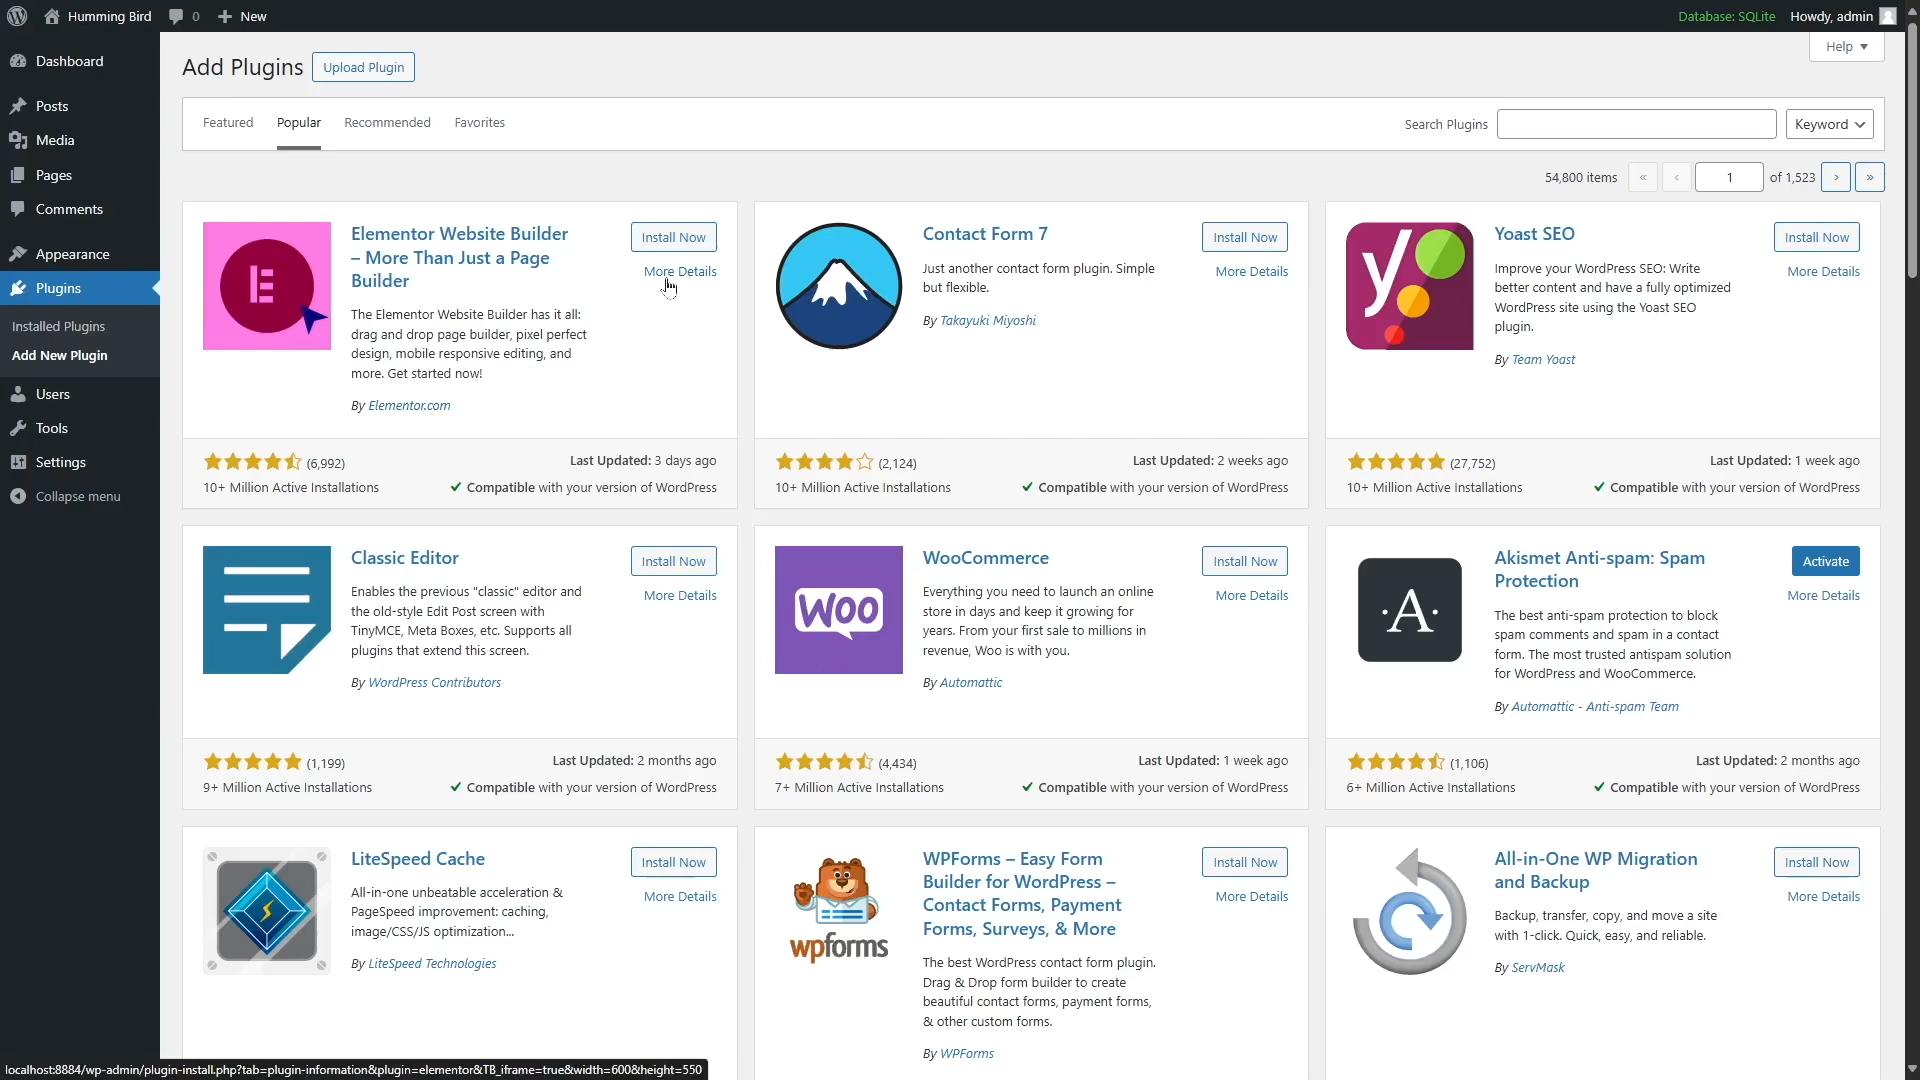 Humming Bird
0
New
Database: SQLite
Howdy, admin
Dashboard
Posts
Media
Pages
Comments
Appearance
Plugins
Installed Plugins
Add New Plugin
Users
Tools
Settings
Collapse menu
Help
Add Plugins
Upload Plugin
Featured
Popular
Recommended
Favorites
Search Plugins
Keyword
54,800 items
«
‹
1
of 1,523
›
»
Elementor Website Builder
– More Than Just a Page
Builder
Install Now
More Details
The Elementor Website Builder has it all:
drag and drop page builder, pixel perfect
design, mobile responsive editing, and
more. Get started now!
By Elementor.com
(6,992)
Last Updated: 3 days ago
10+ Million Active Installations
Compatible with your version of WordPress
Contact Form 7
Install Now
More Details
Just another contact form plugin. Simple
but flexible.
By Takayuki Miyoshi
(2,124)
Last Updated: 2 weeks ago
10+ Million Active Installations
Compatible with your version of WordPress
y
Yoast SEO
Install Now
More Details
Improve your WordPress SEO: Write
better content and have a fully optimized
WordPress site using the Yoast SEO
plugin.
By Team Yoast
(27,752)
Last Updated: 1 week ago
10+ Million Active Installations
Compatible with your version of WordPress
Classic Editor
Install Now
More Details
Enables the previous "classic" editor and
the old-style Edit Post screen with
TinyMCE, Meta Boxes, etc. Supports all
plugins that extend this screen.
By WordPress Contributors
(1,199)
Last Updated: 2 months ago
9+ Million Active Installations
Compatible with your version of WordPress
WOO
WooCommerce
Install Now
More Details
Everything you need to launch an online
store in days and keep it growing for
years. From your first sale to millions in
revenue, Woo is with you.
By Automattic
(4,434)
Last Updated: 1 week ago
7+ Million Active Installations
Compatible with your version of WordPress
·A·
Akismet Anti-spam: Spam
Protection
Activate
More Details
The best anti-spam protection to block
spam comments and spam in a contact
form. The most trusted antispam solution
for WordPress and WooCommerce.
By Automattic - Anti-spam Team
(1,106)
Last Updated: 2 months ago
6+ Million Active Installations
Compatible with your version of WordPress
LiteSpeed Cache
Install Now
More Details
All-in-one unbeatable acceleration &
PageSpeed improvement: caching,
image/CSS/JS optimization...
By LiteSpeed Technologies
wpforms
WPForms – Easy Form
Builder for WordPress –
Contact Forms, Payment
Forms, Surveys, & More
Install Now
More Details
The best WordPress contact form plugin.
Drag & Drop form builder to create
beautiful contact forms, payment forms,
& other custom forms.
By WPForms
All-in-One WP Migration
and Backup
Install Now
More Details
Backup, transfer, copy, and move a site
with 1-click. Quick, easy, and reliable.
By ServMask
localhost:8884/wp-admin/plugin-install.php?tab=plugin-information&plugin=elementor&TB_iframe=true&width=600&height=550